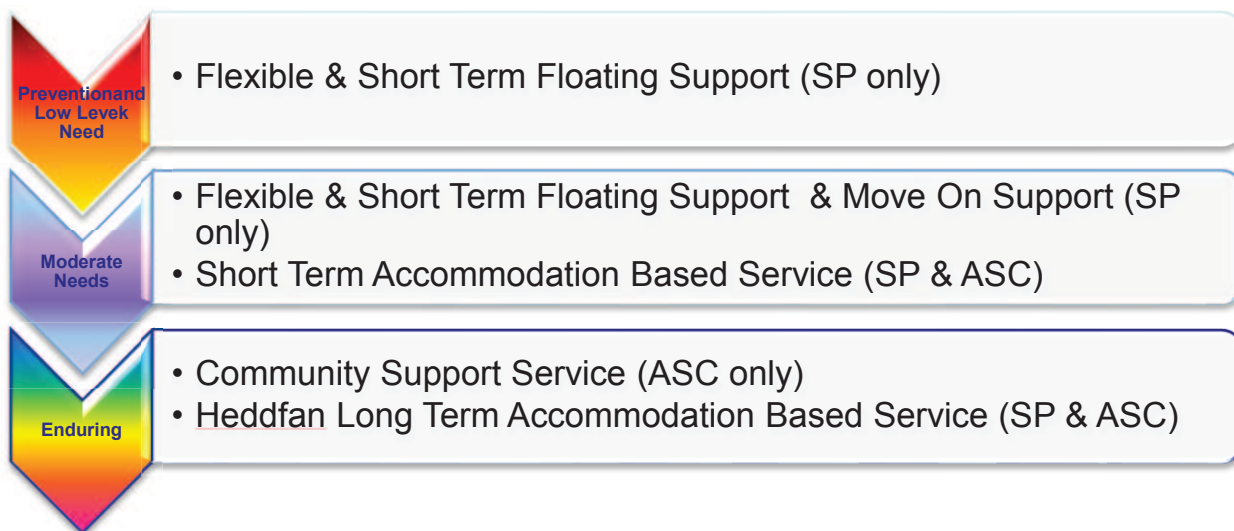 Preventionand
Low Levek
Need
• Flexible & Short Term Floating Support (SP only)
Moderate
Needs
• Flexible & Short Term Floating Support  & Move On Support (SP
only)
• Short Term Accommodation Based Service (SP & ASC)
Enduring
• Community Support Service (ASC only)
• Heddfan Long Term Accommodation Based Service (SP & ASC)